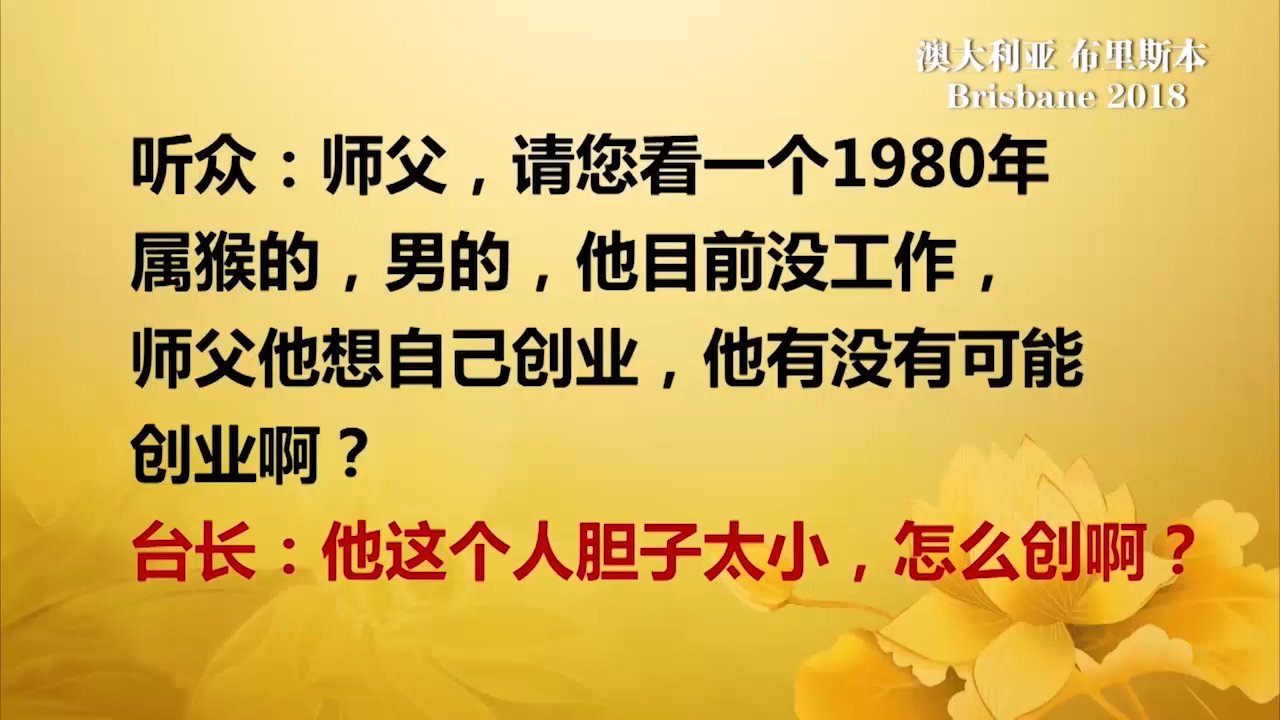 澳大利亚 布里斯本
Brisbane 2018
听众：师父，请您看一个1980年
属猴的，男的，他目前没工作，
师父他想自己创业，他有没有可能
创业啊？
台长：他这个人胆子太小，怎么创啊？